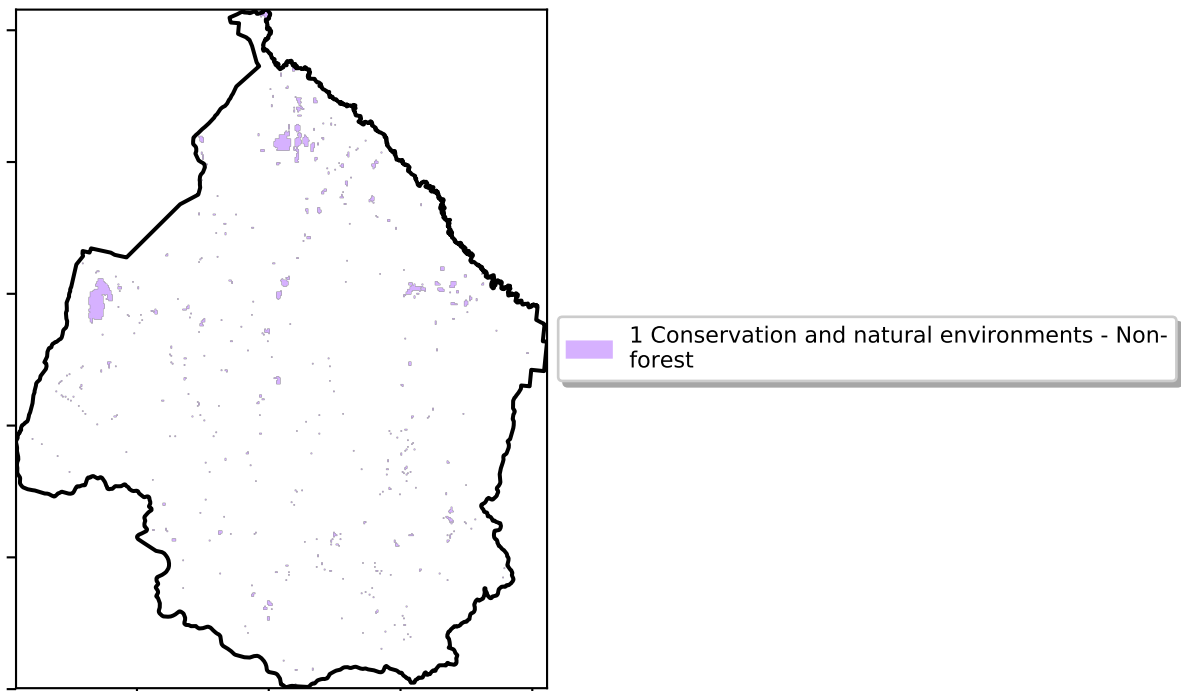 1 Conservation and natural environments - Non-
forest